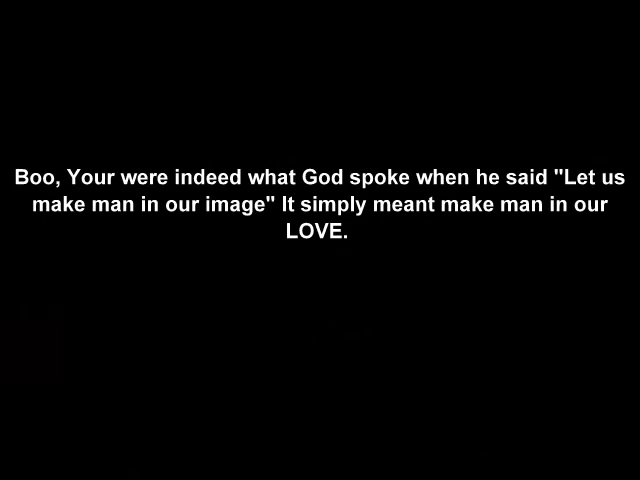 Boo, Your were indeed what God spoke when he said "Let us
make man in our image" It simply meant make man in our
LOVE.